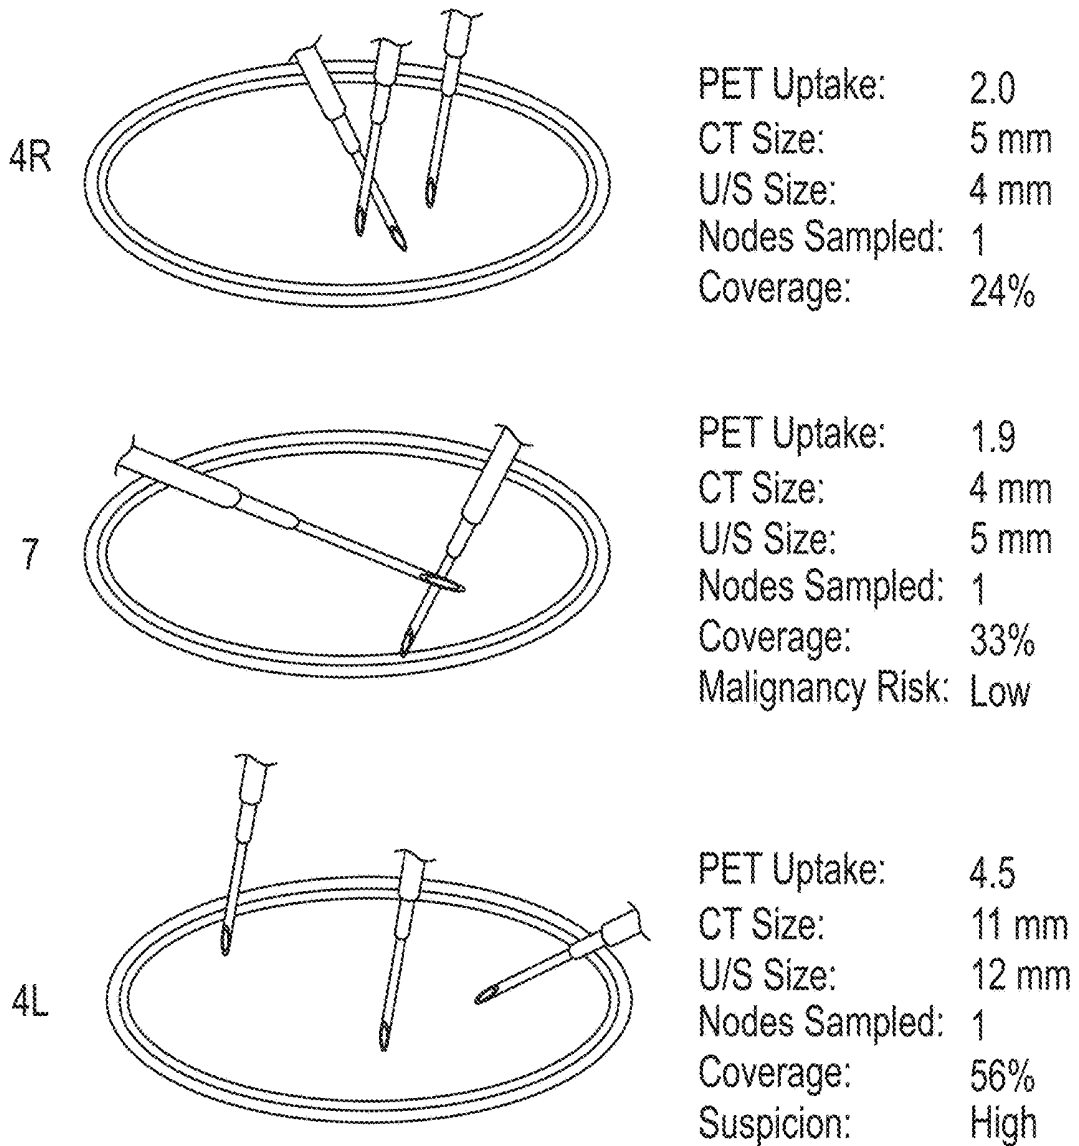 4R
PET Uptake: 2.0
CT Size: 5 mm
U/S Size: 4 mm
Nodes Sampled: 1
Coverage: 24%
7
PET Uptake: 1.9
CT Size: 4 mm
U/S Size: 5 mm
Nodes Sampled: 1
Coverage: 33%
Malignancy Risk: Low
4L
PET Uptake: 4.5
CT Size: 11 mm
U/S Size: 12 mm
Nodes Sampled: 1
Coverage: 56%
Suspicion: High